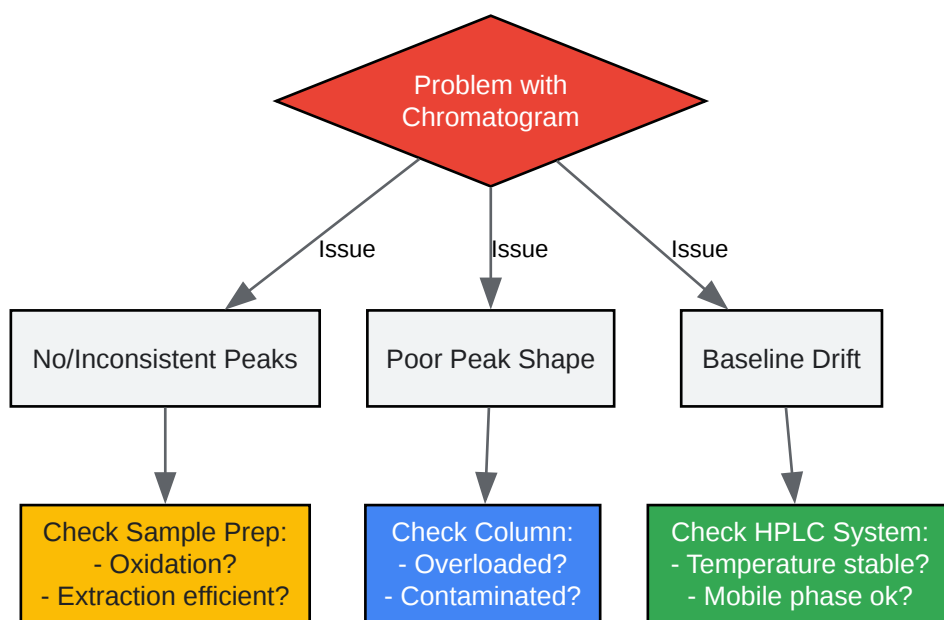 Problem with
Chromatogram
Issue
Issue
Issue
No/Inconsistent Peaks
Poor Peak Shape
Baseline Drift
Check Sample Prep:
- Oxidation?
- Extraction efficient?
Check Column:
- Overloaded?
- Contaminated?
Check HPLC System:
- Temperature stable?
- Mobile phase ok?